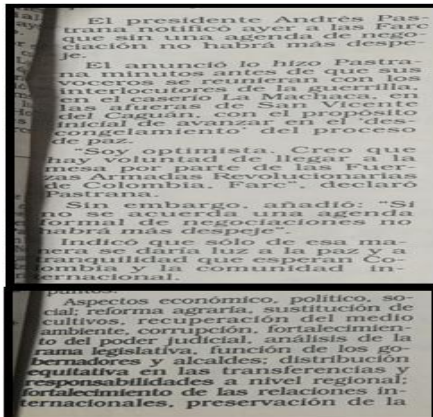 El presidente Andrés Pas-
trana notificó ayer a las Farc
que sin una agenda de nego-
ciación no habrá más despe-
je.
El anuncio lo hizo Pastra-
na minutos antes de que sus
voceros se reunieran con los
interlocutores de la guerrilla,
en el caserío La Machaca, en
las afueras de San Vicente
del Caguán, con el propósito
inicial de avanzar en el 'des-
congelamiento' del proceso
de paz.
"Soy optimista. Creo que
hay voluntad de llegar a la
mesa por parte de las Fuer-
zas Armadas Revolucionarias
de Colombia, Farc", declaró
Pastrana.
Sin embargo, añadió: "Si
no se acuerda una agenda
formal de negociaciones no
habrá más despeje".
Indicó que sólo de esa ma-
nera se daría luz a la paz y a
tranquilidad que esperan Co-
lombia y la comunidad in-
ternacional.
puntos:
Aspectos económico, político, so-
cial; reforma agraria, sustitución de
cultivos, recuperación del medio
ambiente, corrupción, fortalecimien-
to del poder judicial, análisis de la
rama legislativa, función de los go-
bernadores y alcaldes; distribución
equitativa en las transferencias y
responsabilidades a nivel regional;
fortalecimiento de las relaciones in-
ternacionales, preservación de la